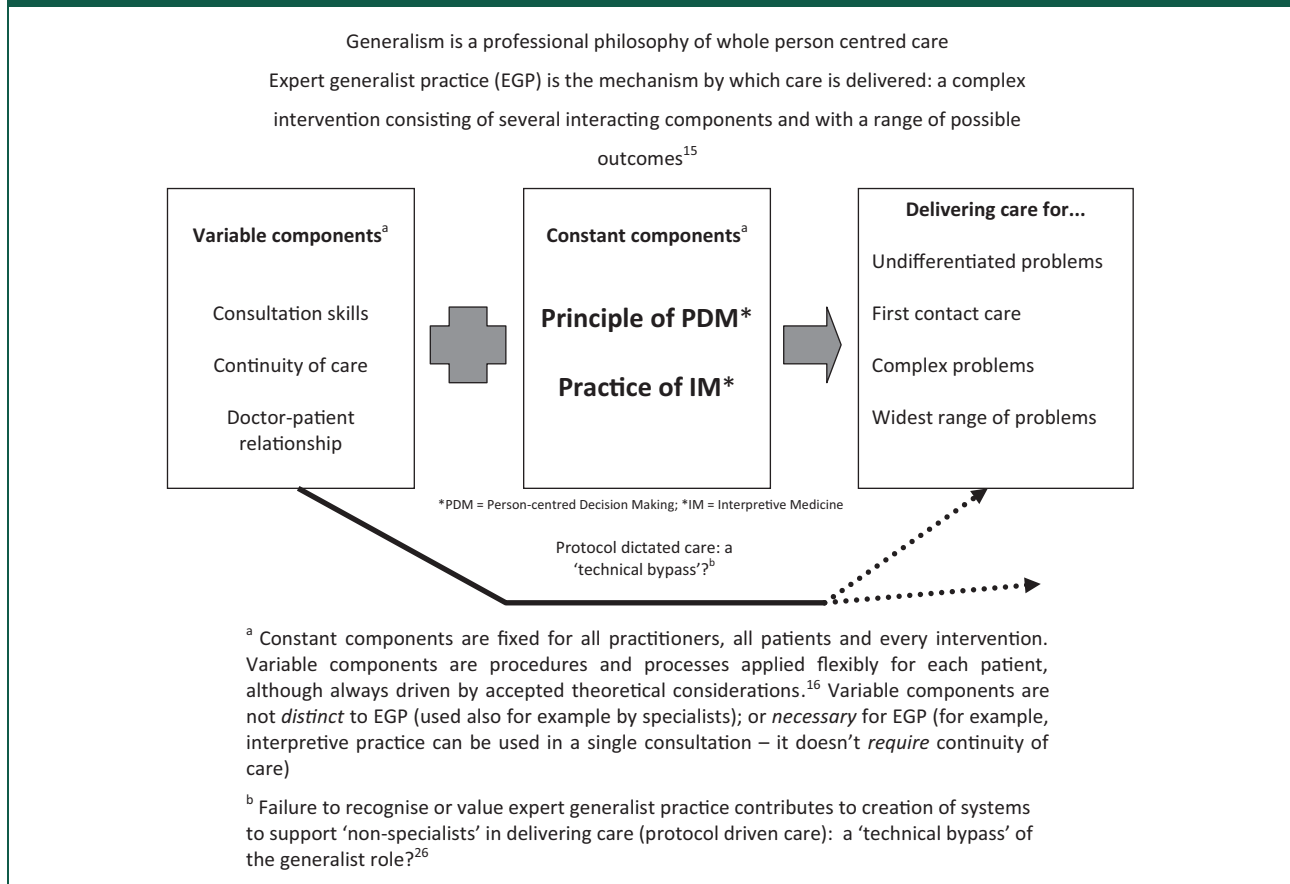 Generalism is a professional philosophy of whole person centred care
Expert generalist practice (EGP) is the mechanism by which care is delivered: a complex
intervention consisting of several interacting components and with a range of possible
outcomes15
Variable componentsa
Consultation skills
Continuity of care
Doctor-patient
relationship
Constant componentsa
Principle of PDM*
Practice of IM*
Delivering care for...
Undifferentiated problems
First contact care
Complex problems
Widest range of problems
*PDM = Person-centred Decision Making; *IM = Interpretive Medicine
Protocol dictated care: a
‘technical bypass’?b
a Constant components are fixed for all practitioners, all patients and every intervention.
Variable components are procedures and processes applied flexibly for each patient,
although always driven by accepted theoretical considerations.16 Variable components are
not distinct to EGP (used also for example by specialists); or necessary for EGP (for example,
interpretive practice can be used in a single consultation – it doesn’t require continuity of
care)
b Failure to recognise or value expert generalist practice contributes to creation of systems
to support ‘non-specialists’ in delivering care (protocol driven care): a ‘technical bypass’ of
the generalist role?26